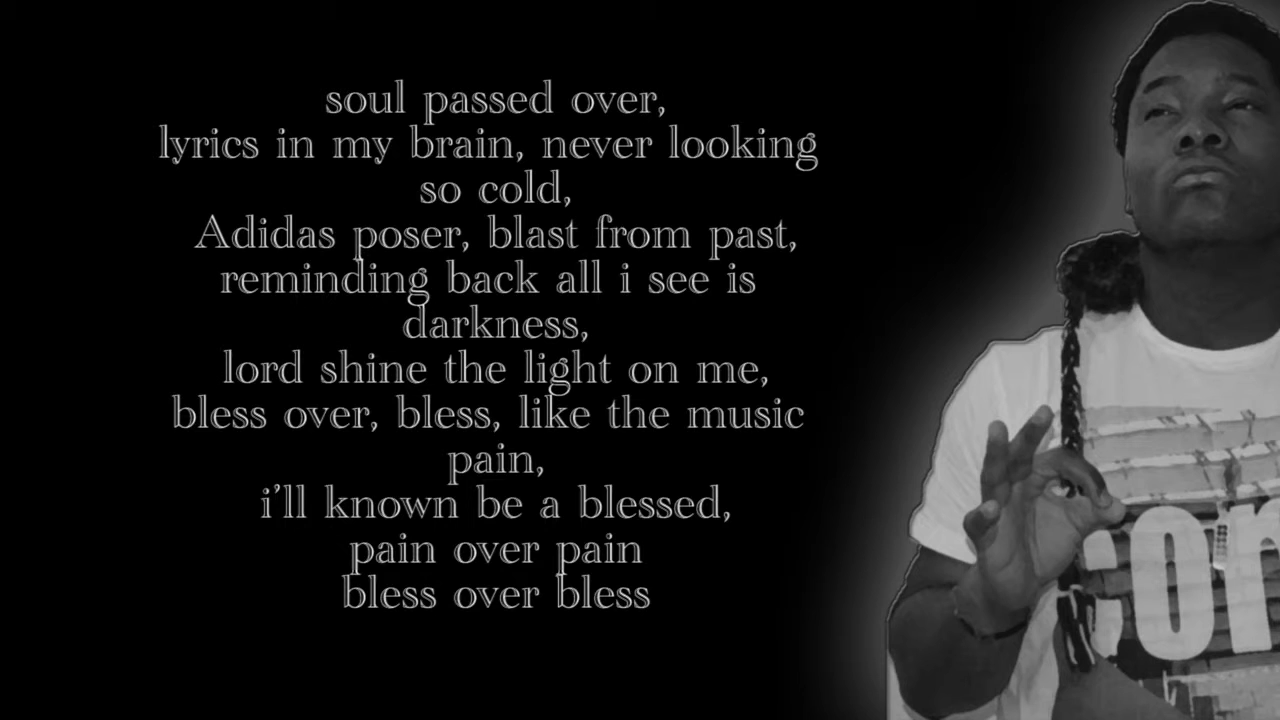 soul passed over,
lyrics in my brain, never looking
so cold,
Adidas poser, blast from past,
reminding back all i see is
darkness,
lord shine the light on me,
bless over, bless, like the music
pain,
i'll known be a blessed,
pain over pain
bless over bless
con